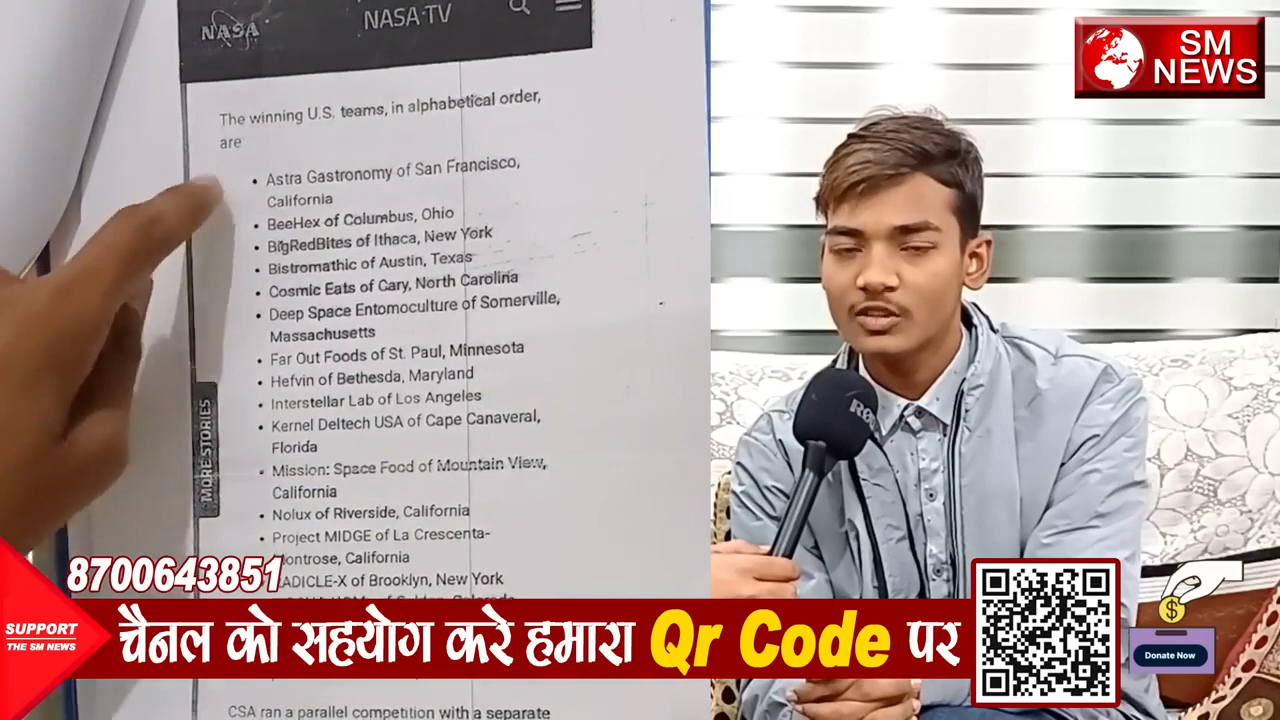 NASA
NASA TV
The winning U.S. teams, in alphabetical order,
are
• Astra Gastronomy of San Francisco,
California
• BeeHex of Columbus, Ohio
• BigRedBites of Ithaca, New York
• Bistromathic of Austin, Texas
• Cosmic Eats of Cary, North Carolina
• Deep Space Entomoculture of Somerville,
Massachusetts
• Far Out Foods of St. Paul, Minnesota
• Hefvin of Bethesda, Maryland
• Interstellar Lab of Los Angeles
• Kernel Deltech USA of Cape Canaveral,
Florida
• Mission: Space Food of Mountain View,
California
• Nolux of Riverside, California
• Project MIDGE of La Crescenta-
Montrose, California
RADICLE-X of Brooklyn, New York
CSA ran a parallel competition with a separate
MORE STORIES
SM
NEWS
RØDE
8700643851
SUPPORT
THE SM NEWS
चैनल को सहयोग करे हमारा Qr Code पर
$
Donate Now